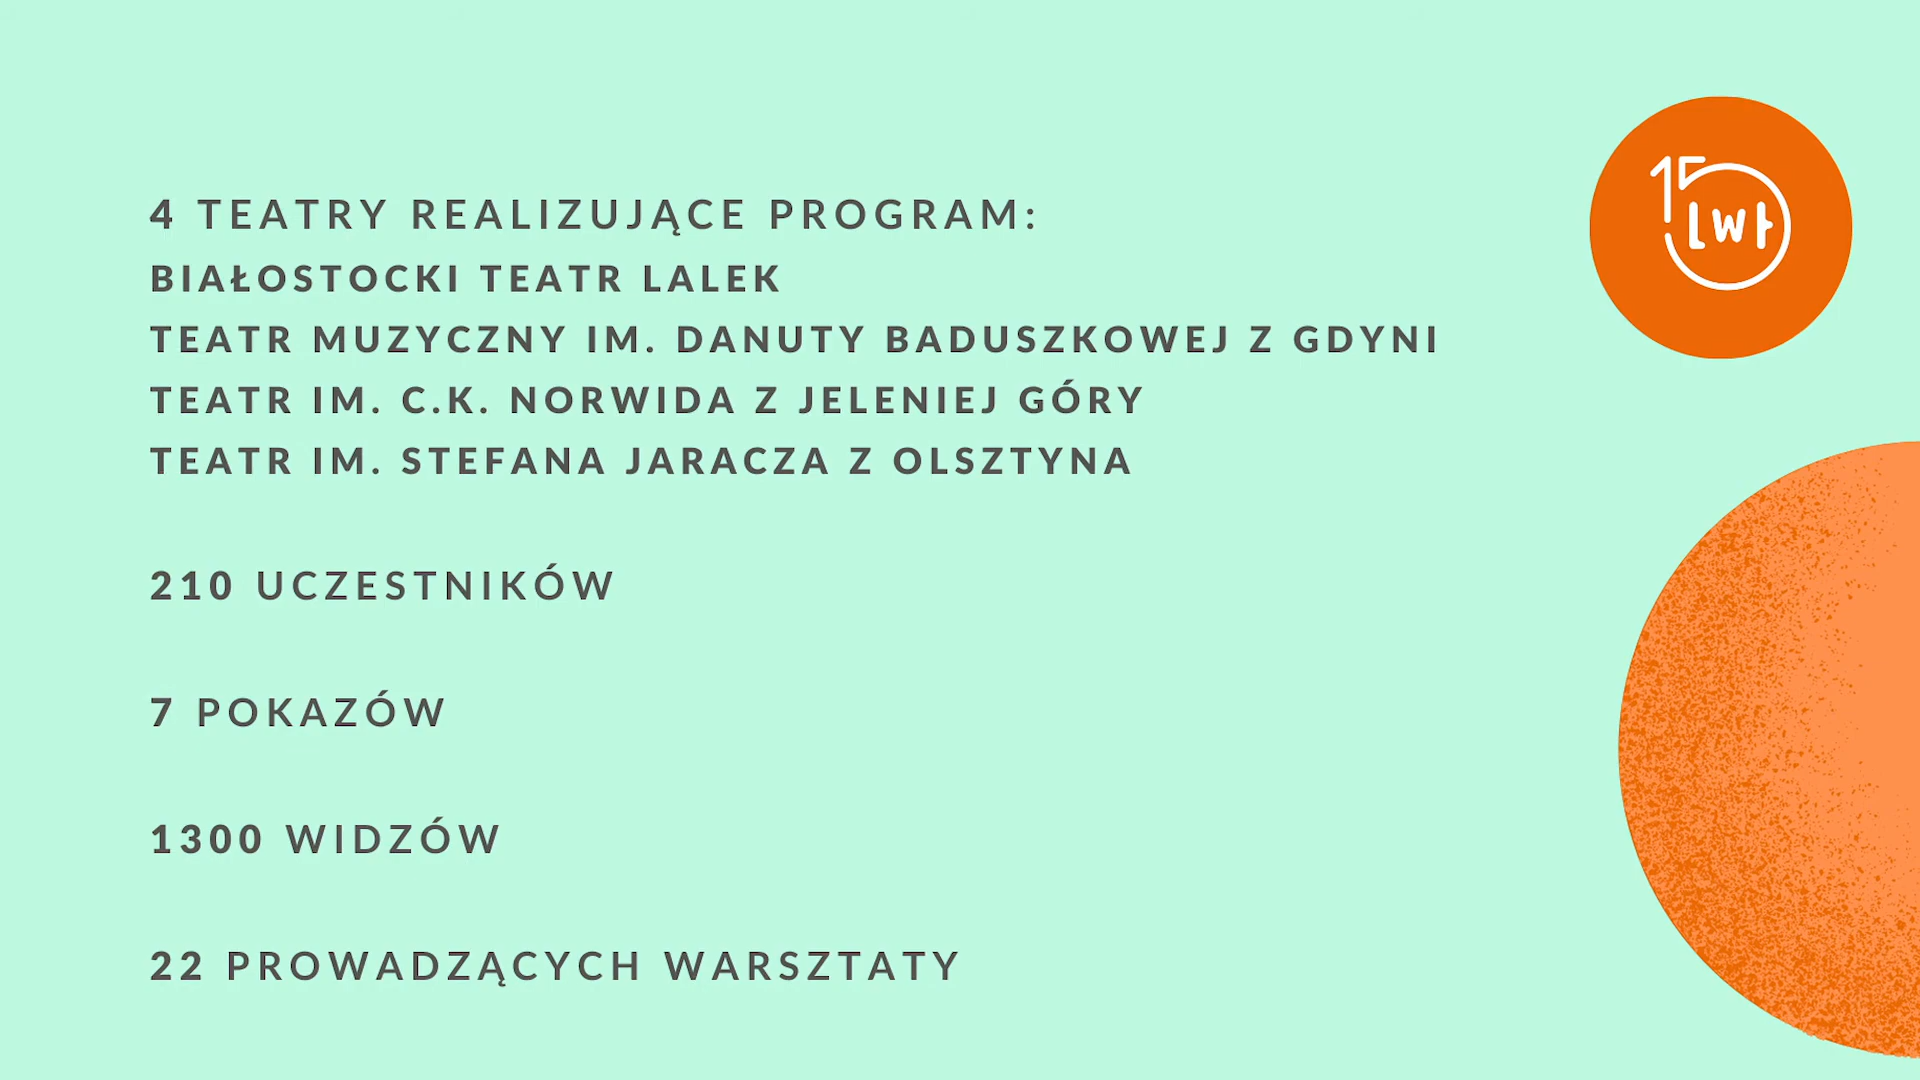 4 TEATRY REALIZUJĄCE PROGRAM:
BIAŁOSTOCKI TEATR LALEK
TEATR MUZYCZNY IM. DANUTY BADUSZKOWEJ Z GDYNI
TEATR IM. C.K. NORWIDA Z JELENIEJ GÓRY
TEATR IM. STEFANA JARACZA Z OLSZTYNA
210 UCZESTNIKÓW
7 POKAZÓW
1300 WIDZÓW
22 PROWADZĄCYCH WARSZTATY
15
lwł